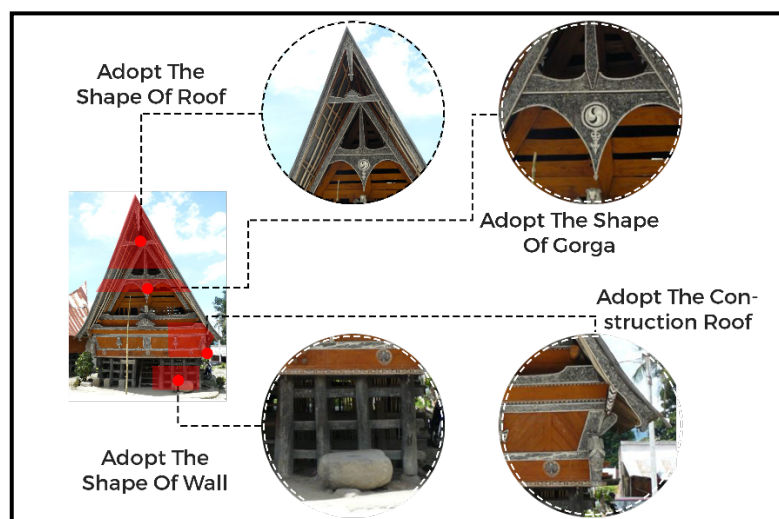 Adopt The
Shape Of Roof
Adopt The Shape
Of Gorga
Adopt The Con-
struction Roof
Adopt The
Shape Of Wall